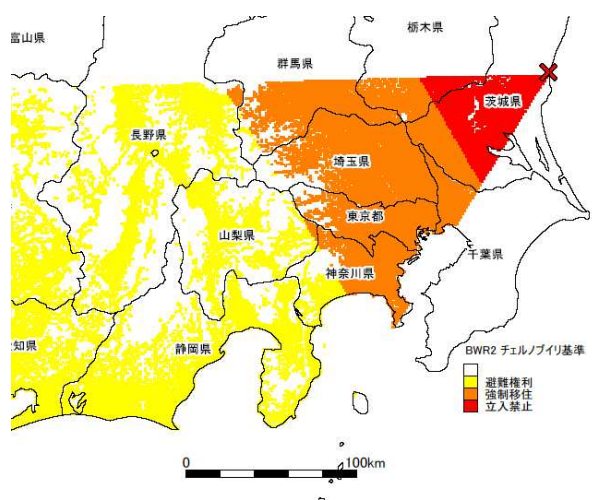 富山県
栃木県
群馬県
茨城県
長野県
埼玉県
東京都
山梨県
千葉県
神奈川県
静岡県
知県
BWR2 チェルノブイリ基準
避難権利
強制移住
立入禁止
0
100km